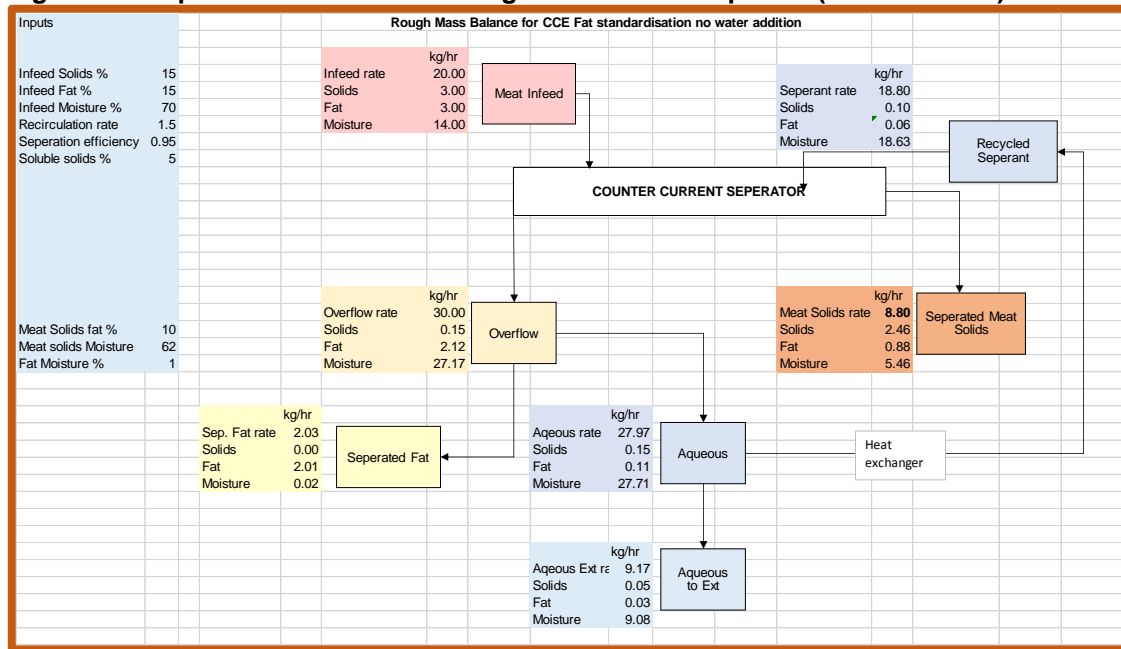 Inputs
Rough Mass Balance for CCE Fat standardisation no water addition
Infeed Solids % 15
Infeed Fat % 15
Infeed Moisture % 70
Recirculation rate 1.5
Seperation efficiency 0.95
Soluble solids % 5
kg/hr
Infeed rate 20.00
Solids 3.00
Fat 3.00
Moisture 14.00
Meat Infeed
kg/hr
Seperant rate 18.80
Solids 0.10
Fat 0.06
Moisture 18.63
Recycled
Seperant
COUNTER CURRENT SEPERATOR
Meat Solids fat % 10
Meat solids Moisture 62
Fat Moisture % 1
kg/hr
Overflow rate 30.00
Solids 0.15
Fat 2.12
Moisture 27.17
Overflow
kg/hr
Meat Solids rate 8.80
Solids 2.46
Fat 0.88
Moisture 5.46
Seperated Meat
Solids
kg/hr
Sep. Fat rate 2.03
Solids 0.00
Fat 2.01
Moisture 0.02
Seperated Fat
kg/hr
Aqeous rate 27.97
Solids 0.15
Fat 0.11
Moisture 27.71
Aqueous
Heat
exchanger
kg/hr
Aqeous Ext ra 9.17
Solids 0.05
Fat 0.03
Moisture 9.08
Aqueous
to Ext